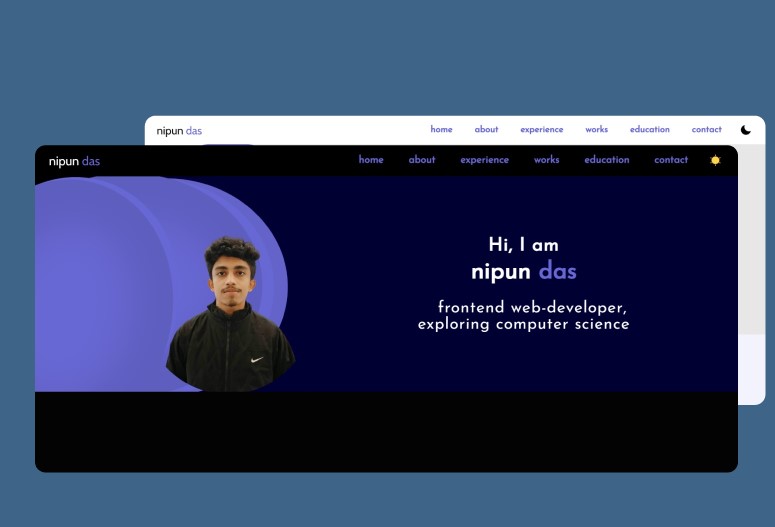 nipun das home about experience works education contact
nipun das home about experience works education contact
Hi, I am
nipun das
frontend web-developer,
exploring computer science